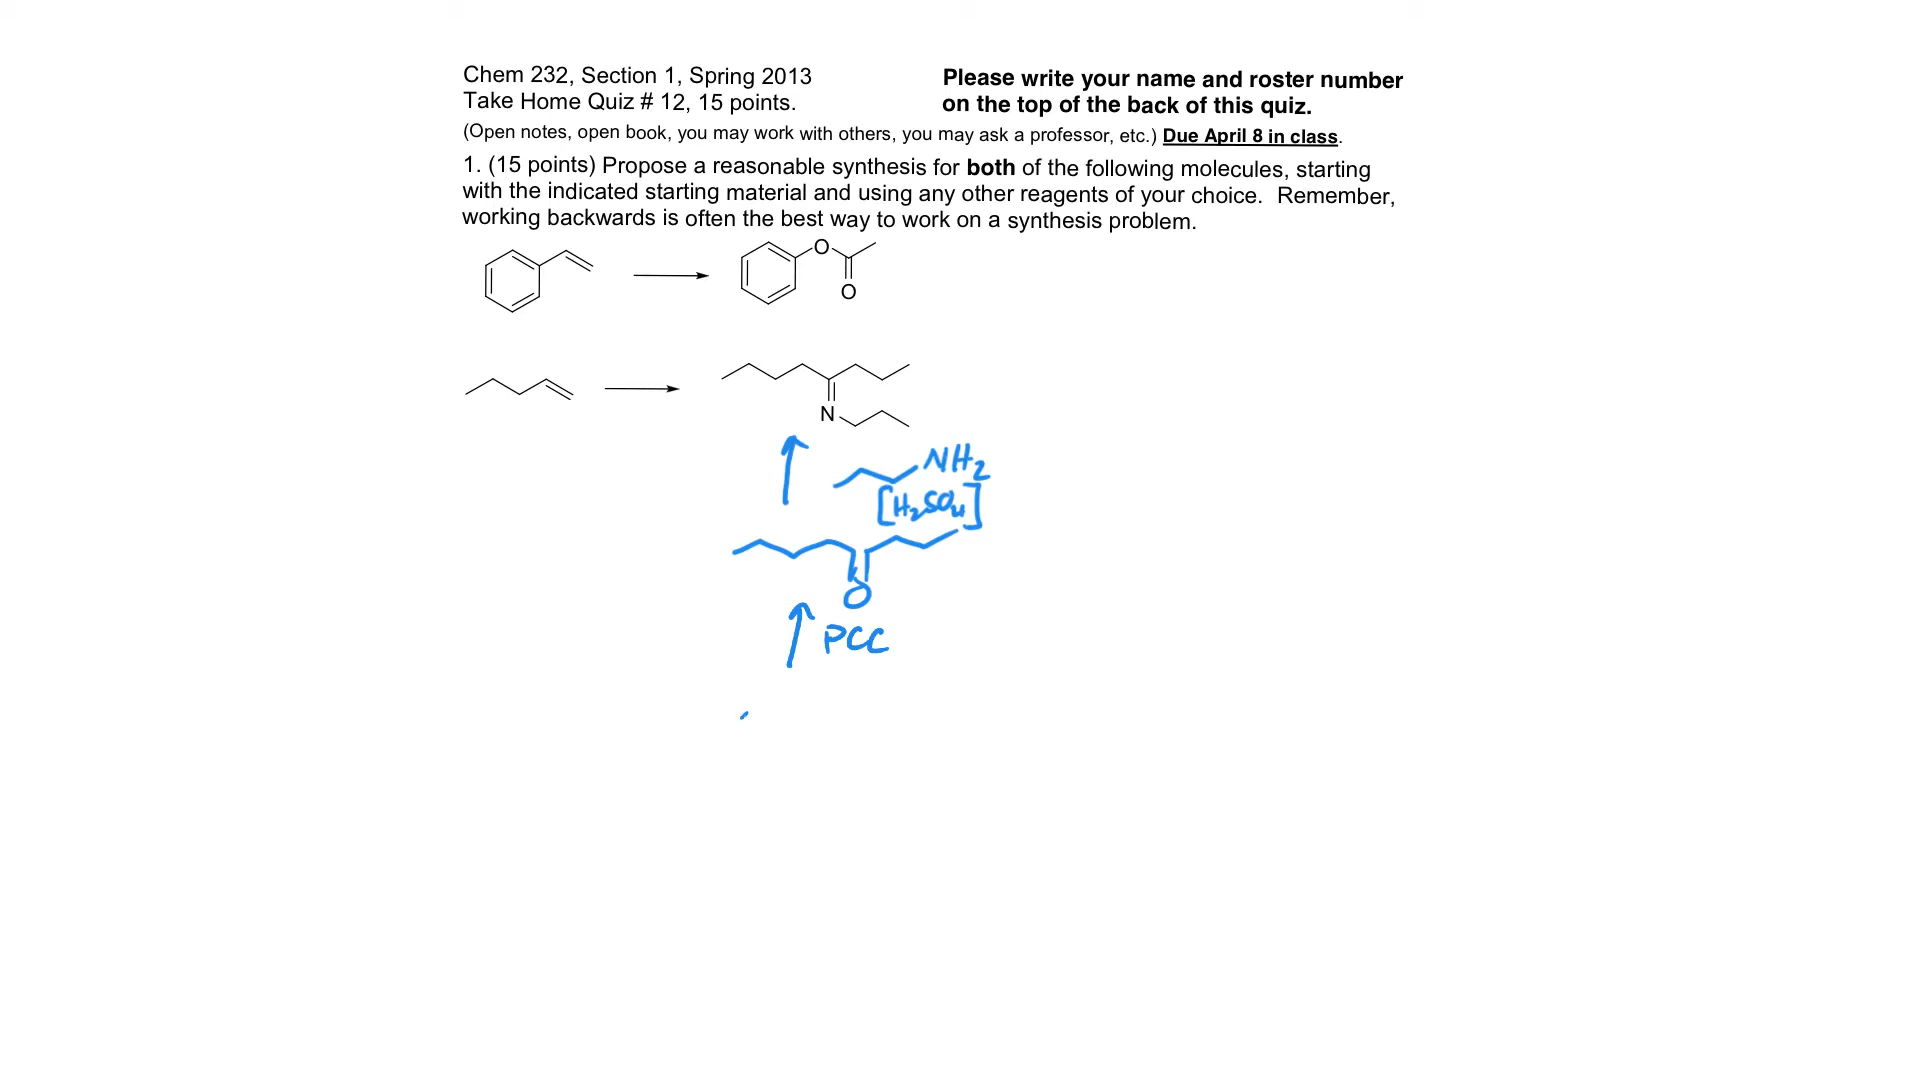 Chem 232, Section 1, Spring 2013
Take Home Quiz # 12, 15 points.
Please write your name and roster number
on the top of the back of this quiz.
(Open notes, open book, you may work with others, you may ask a professor, etc.) Due April 8 in class.
1. (15 points) Propose a reasonable synthesis for both of the following molecules, starting
with the indicated starting material and using any other reagents of your choice.  Remember,
working backwards is often the best way to work on a synthesis problem.
O
O
N
NH2
[H2SO4]
O
PCC